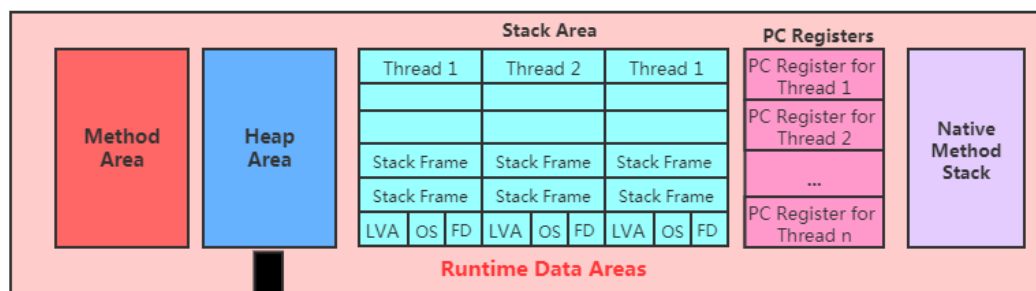 Stack Area
PC Registers
Method
Area
Heap
Area
Thread 1
Thread 2
Thread 1
Stack Frame
Stack Frame
Stack Frame
Stack Frame
Stack Frame
Stack Frame
LVA
OS
FD
LVA
OS
FD
LVA
OS
FD
PC Register for
Thread 1
PC Register for
Thread 2
...
PC Register for
Thread n
Native
Method
Stack
Runtime Data Areas